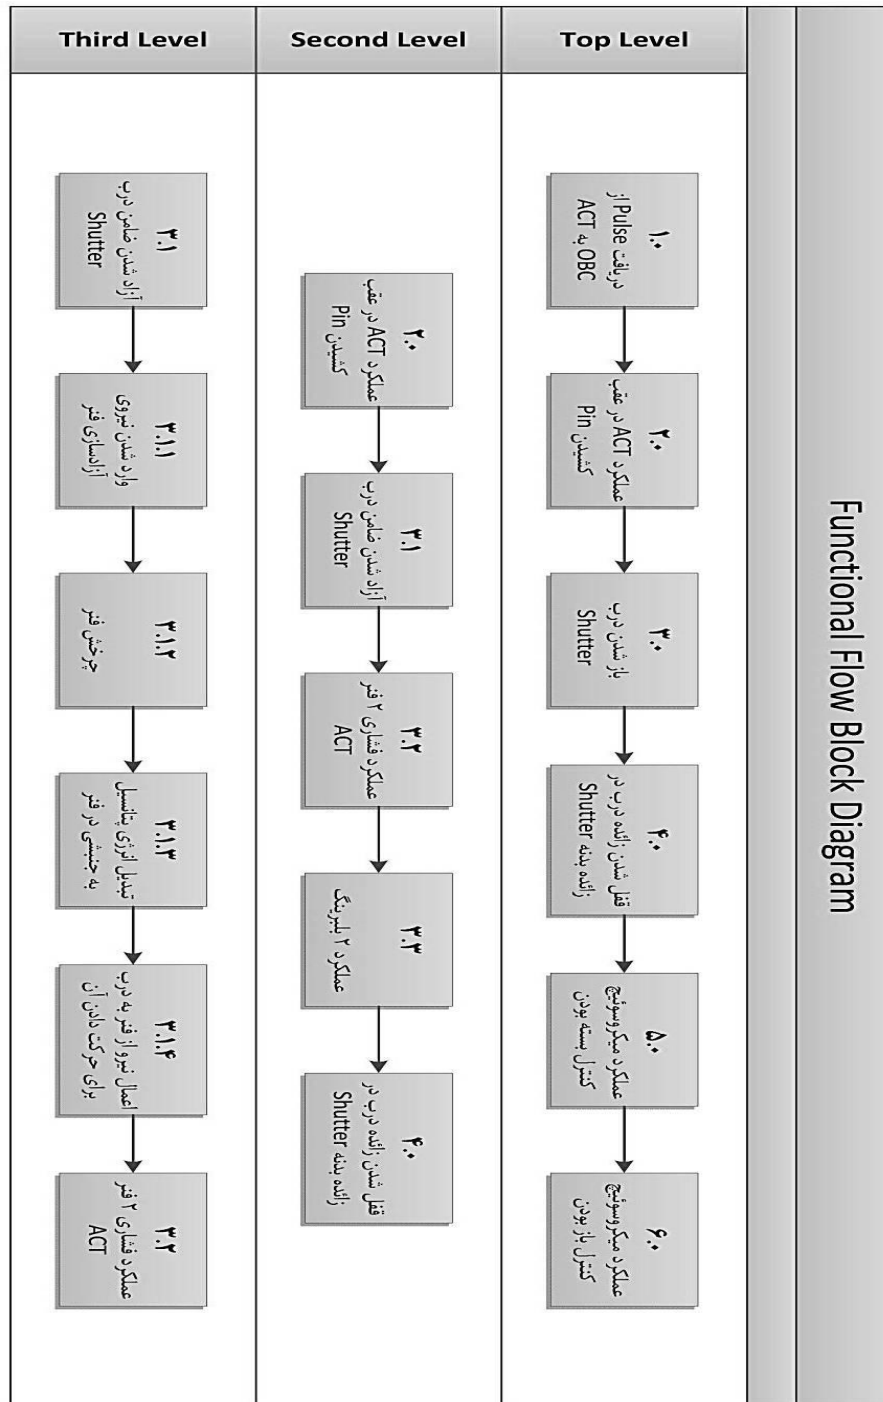 Functional Flow Block Diagram
Top Level
۱.۰
دریافت Pulse از
OBC به ACT
۲.۰
عملکرد ACT در عقب
کشیدن Pin
۳.۰
باز شدن درب
Shutter
۴.۰
قفل شدن زائده درب در
زائده بدنه Shutter
۵.۰
عملکرد میکروسوئیچ
کنترل بسته بودن
۶.۰
عملکرد میکروسوئیچ
کنترل باز بودن
Second Level
۲.۰
عملکرد ACT در عقب
کشیدن Pin
۳.۱
آزاد شدن ضامن درب
Shutter
۳.۲
عملکرد فشاری ۲ فنر
ACT
۳.۳
عملکرد ۲ بلبرینگ
۴.۰
قفل شدن زائده درب در
زائده بدنه Shutter
Third Level
۳.۱
آزاد شدن ضامن درب
Shutter
۳.۱.۱
وارد شدن نیروی
آزادسازی فنر
۳.۱.۲
چرخش فنر
۳.۱.۳
تبدیل انرژی پتانسیل
به جنبشی در فنر
۳.۱.۴
اعمال نیرو از فنر به درب
برای حرکت دادن آن
۳.۲
عملکرد فشاری ۲ فنر
ACT